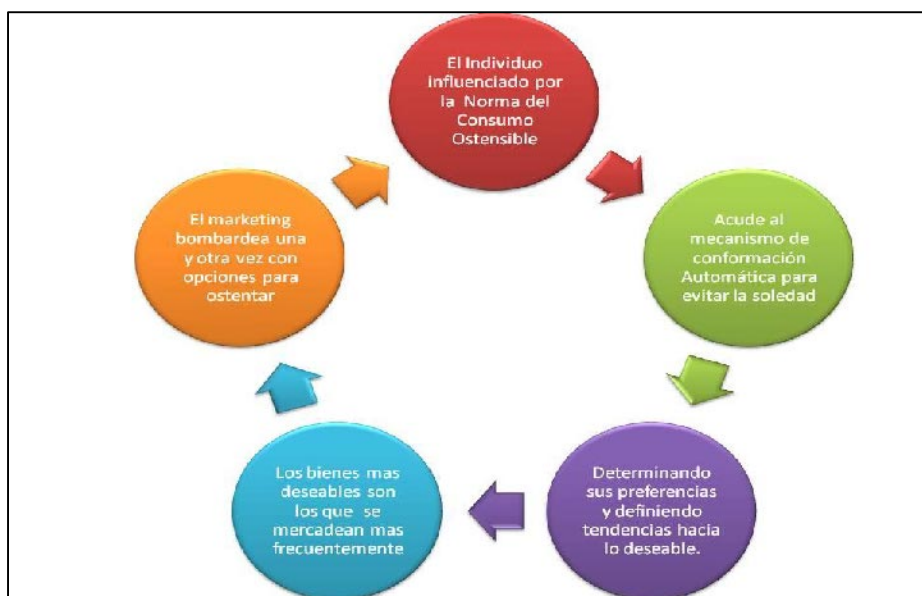 El Individuo
influenciado por
la Norma del
Consumo
Ostensible
Acude al
mecanismo de
conformación
Automática para
evitar la soledad
Determinando
sus preferencias
y definiendo
tendencias hacia
lo deseable.
Los bienes mas
deseables son
los que se
mercadean mas
frecuentemente
El marketing
bombardea una
y otra vez con
opciones para
ostentar